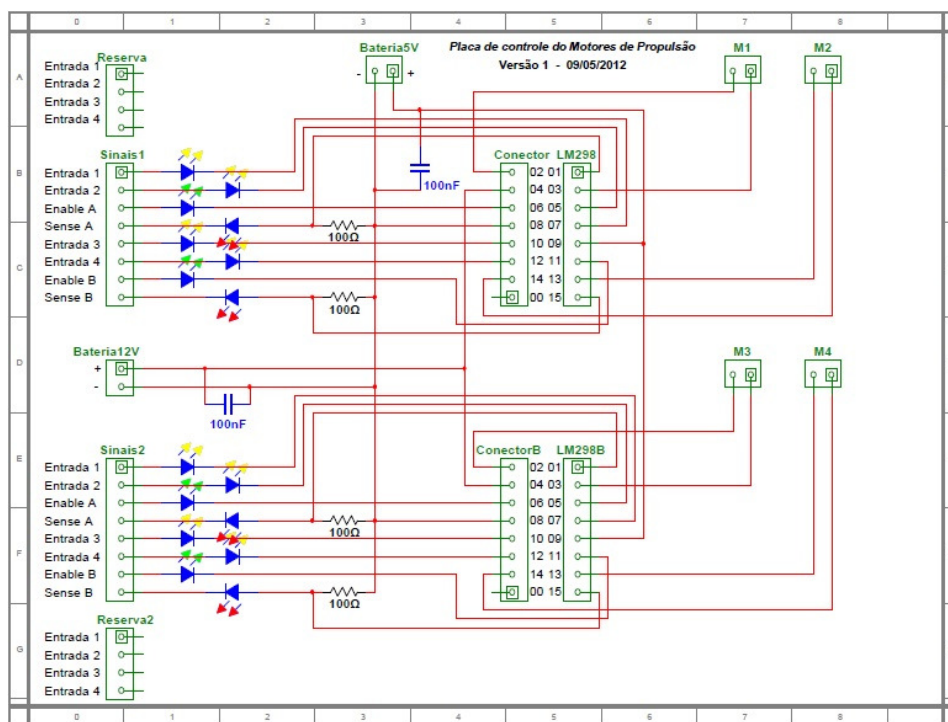 0 1 2 3 4 5 6 7 8
A
B
C
D
E
F
G
Placa de controle do Motores de Propulsão
Versão 1 - 09/05/2012
Reserva
Entrada 1
Entrada 2
Entrada 3
Entrada 4
Bateria5V
- +
M1 M2
100nF
Sinais1
Entrada 1
Entrada 2
Enable A
Sense A
Entrada 3
Entrada 4
Enable B
Sense B
100Ω
100Ω
Conector LM298
02 01
04 03
06 05
08 07
10 09
12 11
14 13
00 15
Bateria12V
+
-
100nF
M3 M4
Sinais2
Entrada 1
Entrada 2
Enable A
Sense A
Entrada 3
Entrada 4
Enable B
Sense B
100Ω
100Ω
ConectorB LM298B
02 01
04 03
06 05
08 07
10 09
12 11
14 13
00 15
Reserva2
Entrada 1
Entrada 2
Entrada 3
Entrada 4
0 1 2 3 4 5 6 7 8